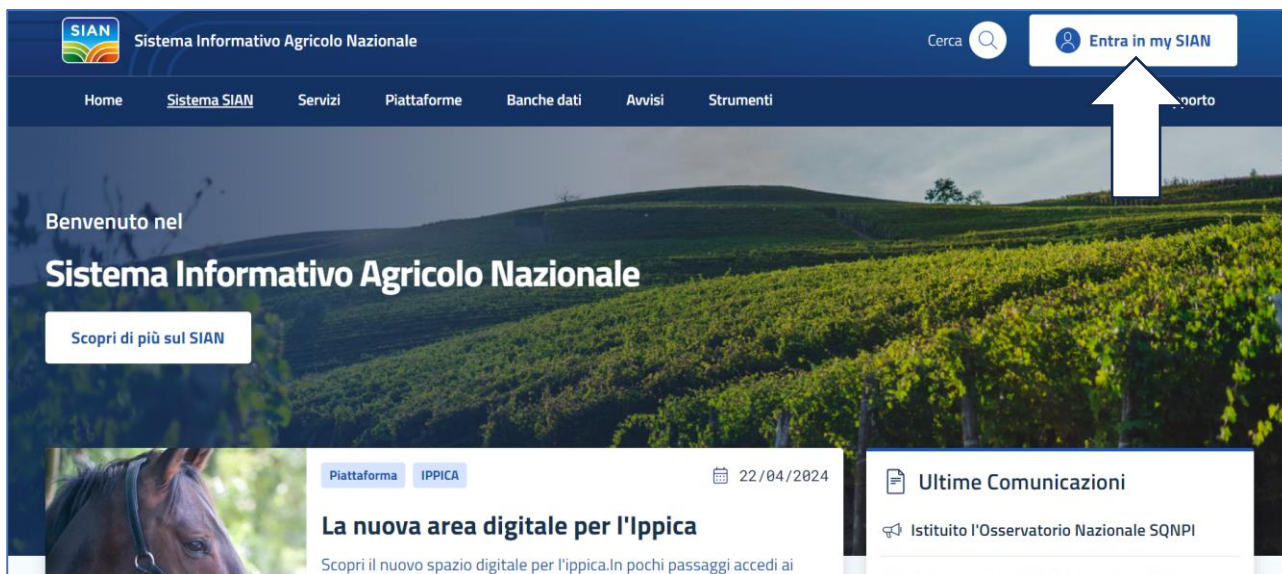 SIAN
Sistema Informativo Agricolo Nazionale
Cerca
Entra in my SIAN
Home Sistema SIAN Servizi Piattaforme Banche dati Avvisi Strumenti
Benvenuto nel
Sistema Informativo Agricolo Nazionale
Scopri di più sul SIAN
Piattaforma IPPICA 22/04/2024
La nuova area digitale per l'Ippica
Scopri il nuovo spazio digitale per l'ippica.In pochi passaggi accedi ai
Ultime Comunicazioni
Istituito l'Osservatorio Nazionale SQNPI